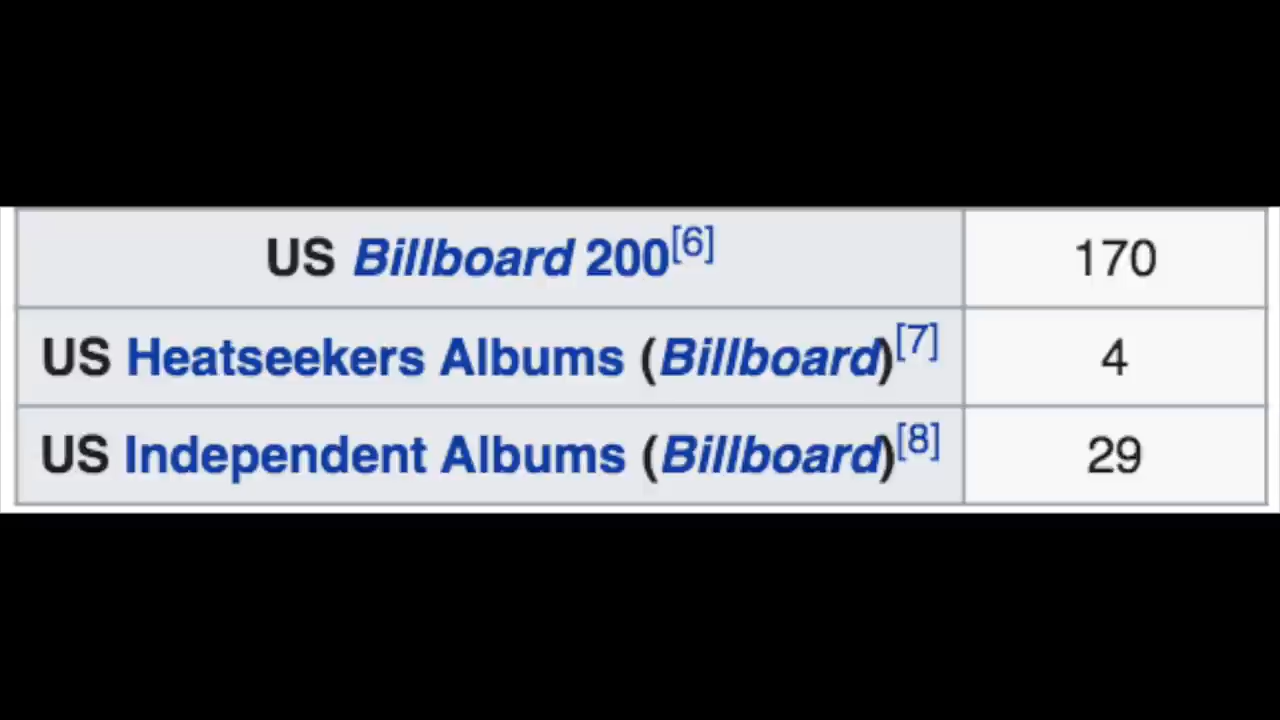 US Billboard 200[6] 170
US Heatseekers Albums (Billboard)[7] 4
US Independent Albums (Billboard)[8] 29